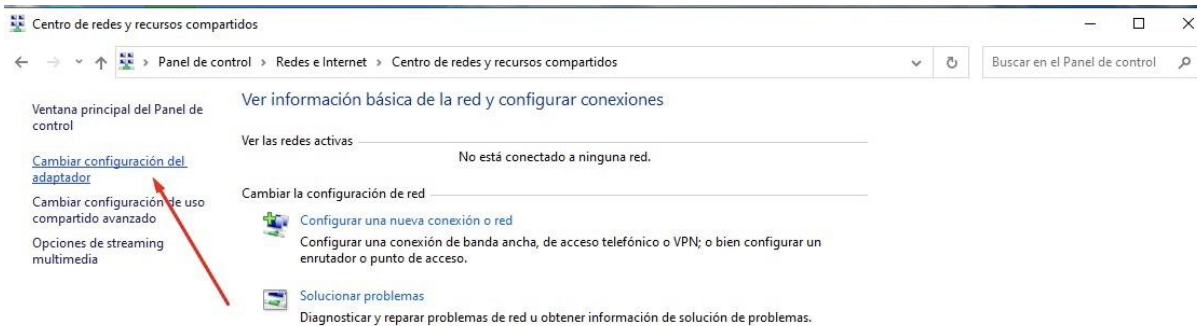 Centro de redes y recursos compartidos
Panel de control > Redes e Internet > Centro de redes y recursos compartidos
Buscar en el Panel de control
Ventana principal del Panel de
control
Cambiar configuración del
adaptador
Cambiar configuración de uso
compartido avanzado
Opciones de streaming
multimedia
Ver información básica de la red y configurar conexiones
Ver las redes activas
No está conectado a ninguna red.
Cambiar la configuración de red
Configurar una nueva conexión o red
Configurar una conexión de banda ancha, de acceso telefónico o VPN; o bien configurar un
enrutador o punto de acceso.
Solucionar problemas
Diagnosticar y reparar problemas de red u obtener información de solución de problemas.